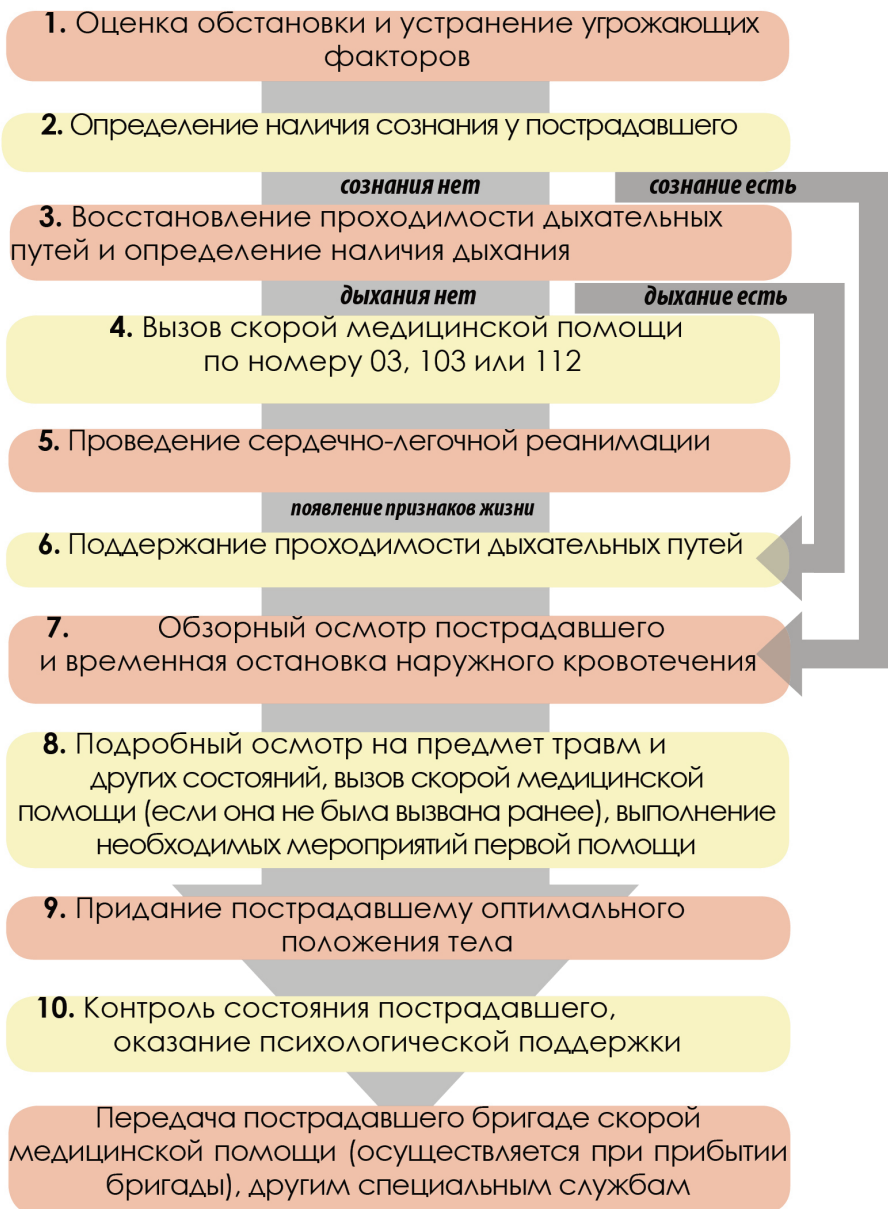 1. Оценка обстановки и устранение угрожающих
факторов
2. Определение наличия сознания у пострадавшего
сознания нет
сознание есть
3. Восстановление проходимости дыхательных
путей и определение наличия дыхания
дыхания нет
дыхание есть
4. Вызов скорой медицинской помощи
по номеру 03, 103 или 112
5. Проведение сердечно-легочной реанимации
появление признаков жизни
6. Поддержание проходимости дыхательных путей
7. Обзорный осмотр пострадавшего
и временная остановка наружного кровотечения
8. Подробный осмотр на предмет травм и
других состояний, вызов скорой медицинской
помощи (если она не была вызвана ранее), выполнение
необходимых мероприятий первой помощи
9. Придание пострадавшему оптимального
положения тела
10. Контроль состояния пострадавшего,
оказание психологической поддержки
Передача пострадавшего бригаде скорой
медицинской помощи (осуществляется при прибытии
бригады), другим специальным службам